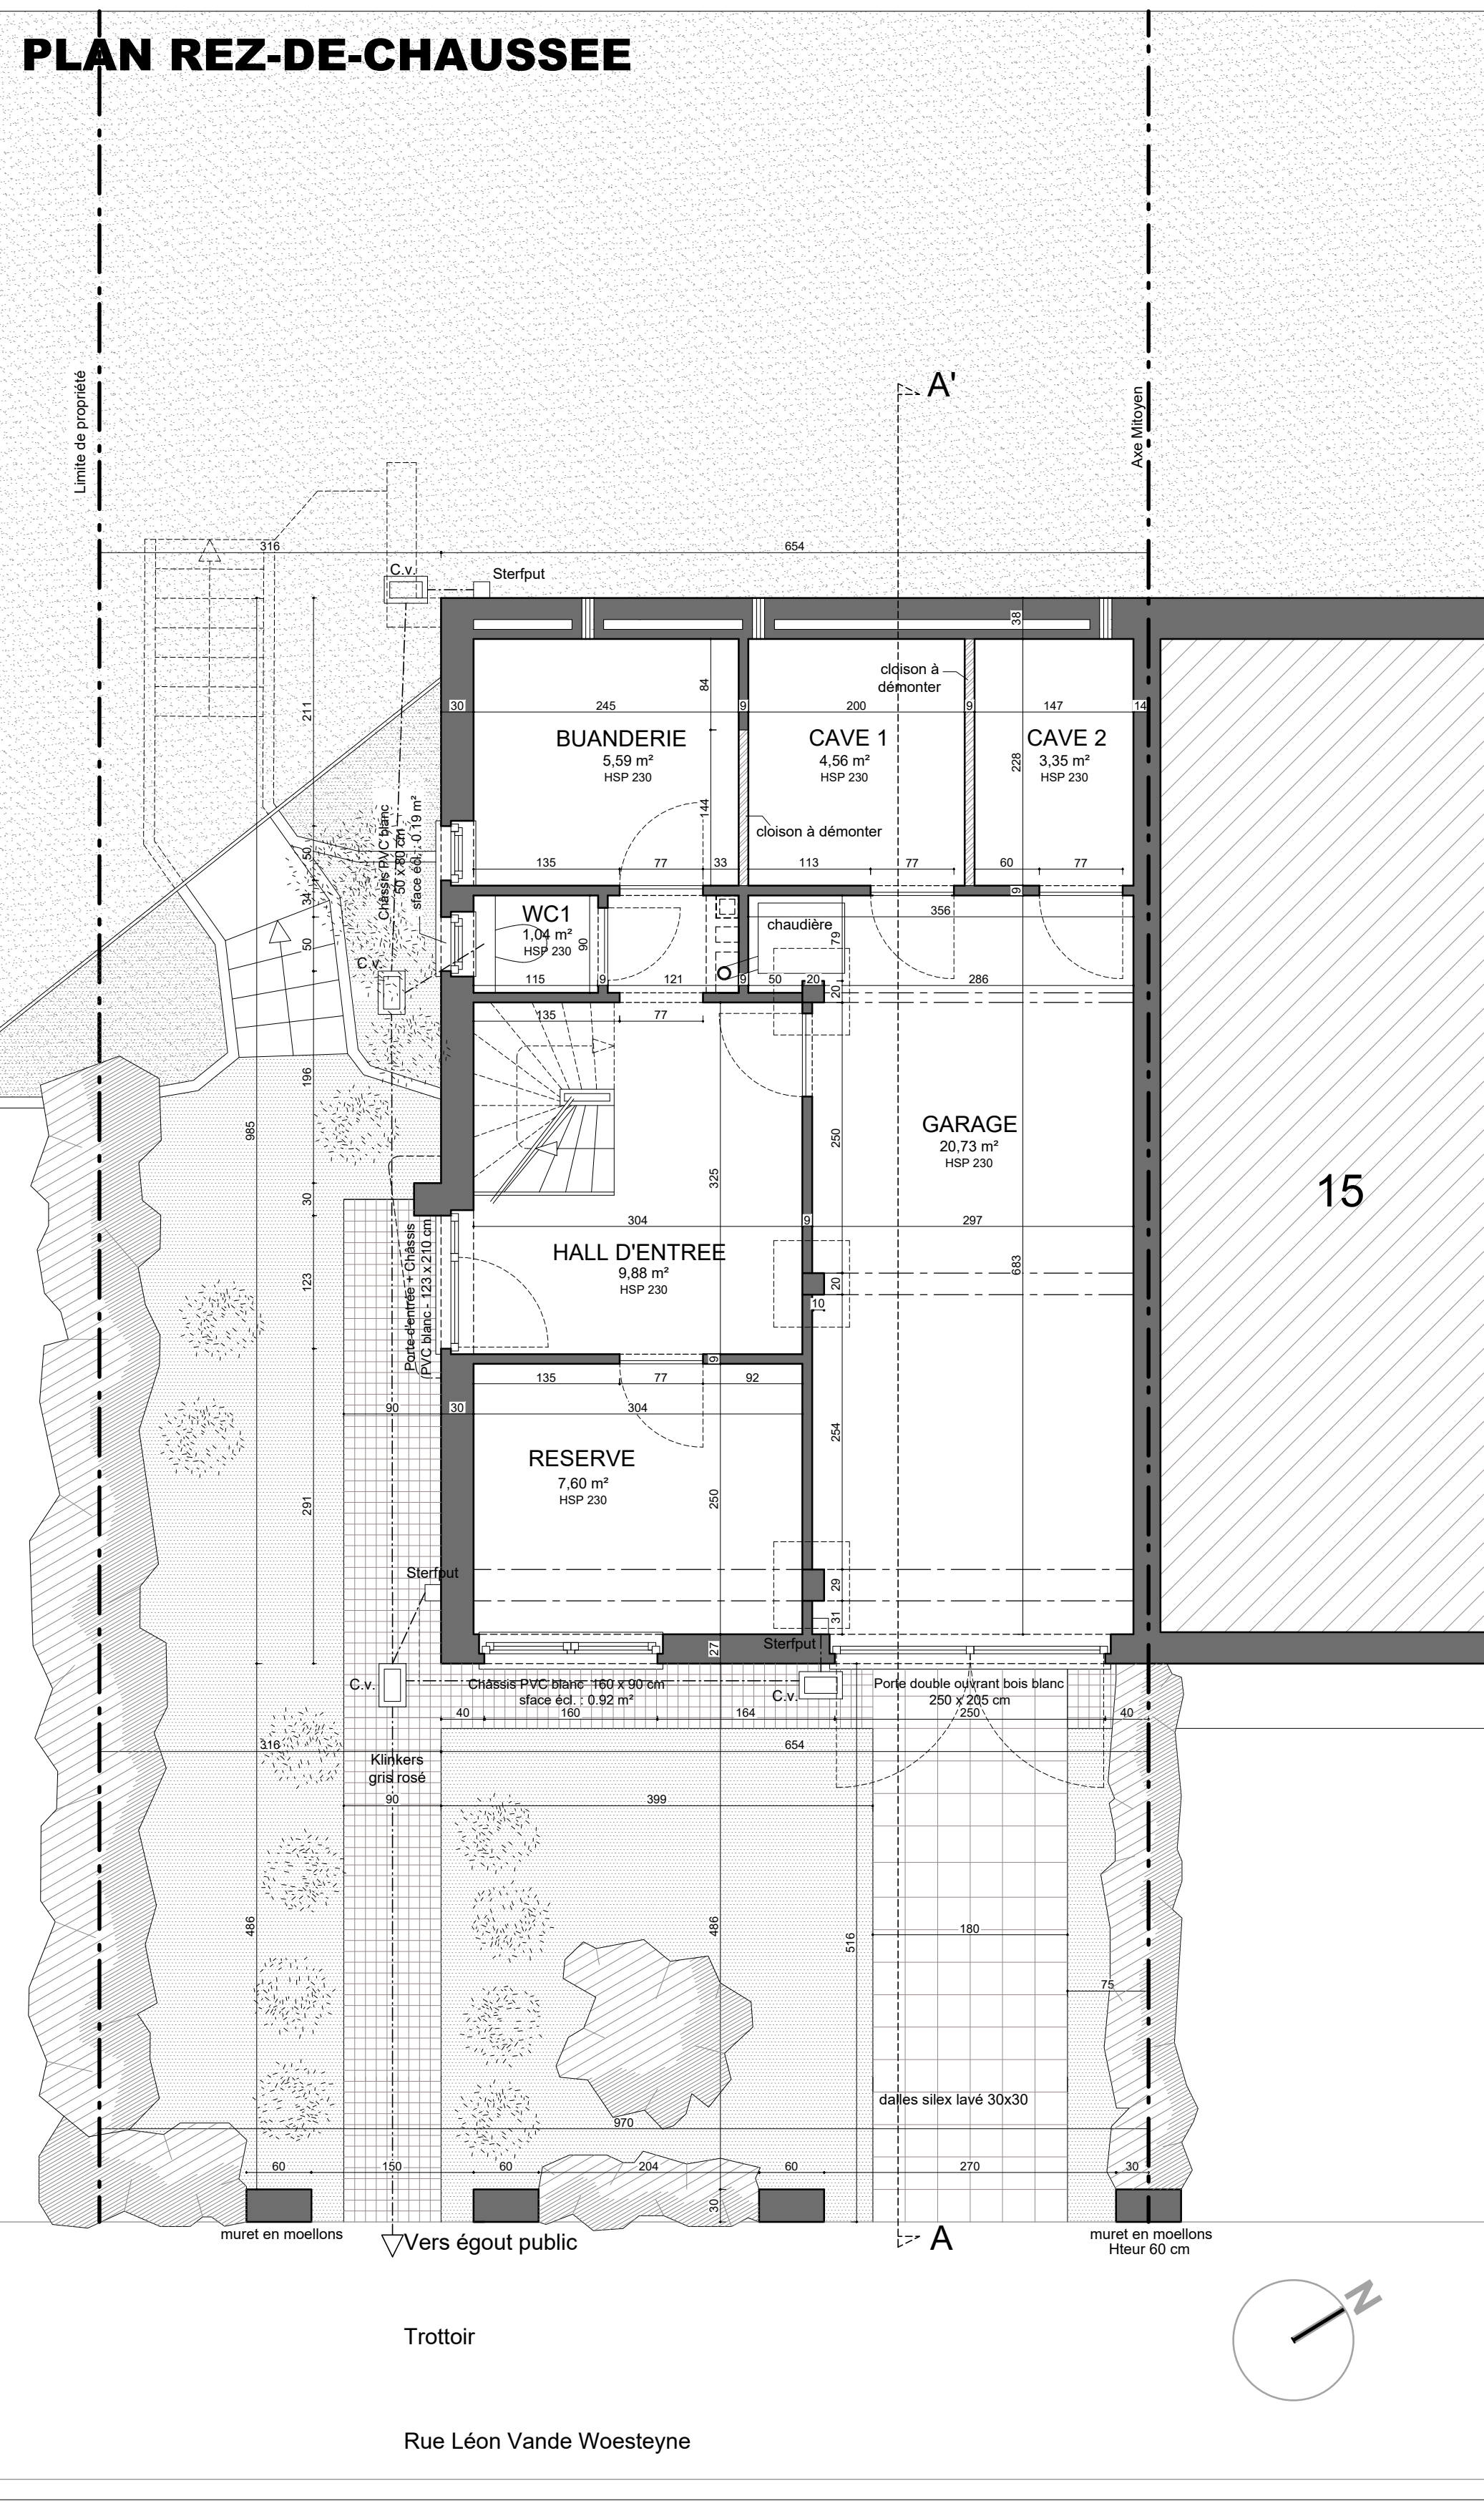 PLAN REZ-DE-CHAUSSEE
A'
Limite de propriété
Axe Mitoyen
316
654
C.v.
Sterfput
38
cloison à
démonter
84
211
30
245
9
200
9
147
14
BUANDERIE
5,59 m²
HSP 230
CAVE 1
4,56 m²
HSP 230
CAVE 2
3,35 m²
HSP 230
228
144
cloison à démonter
Châssis PVC blanc
50 x 80 cm
sface écl. : 0.19 m²
50
34
50
135
77
33
113
77
60
77
9
WC1
1,04 m²
HSP 230
90
chaudière
356
79
C.v.
115
9
121
9
50
20
286
20
135
77
196
985
GARAGE
20,73 m²
HSP 230
250
325
15
30
304
9
297
Porte d'entrée + Châssis
PVC blanc - 123 x 210 cm
HALL D'ENTREE
9,88 m²
HSP 230
683
123
20
10
9
135
77
92
90
30
304
254
RESERVE
7,60 m²
HSP 230
250
291
Sterfput
29
31
Sterfput
27
C.v.
Châssis PVC blanc 160 x 90 cm
sface écl. : 0.92 m²
C.v.
Porte double ouvrant bois blanc
250 x 205 cm
40
160
164
250
40
316
654
Klinkers
gris rosé
90
399
486
486
516
180
75
dalles silex lavé 30x30
970
60
150
60
204
60
270
30
30
muret en moellons
Vers égout public
A
muret en moellons
Hteur 60 cm
N
Trottoir
Rue Léon Vande Woesteyne